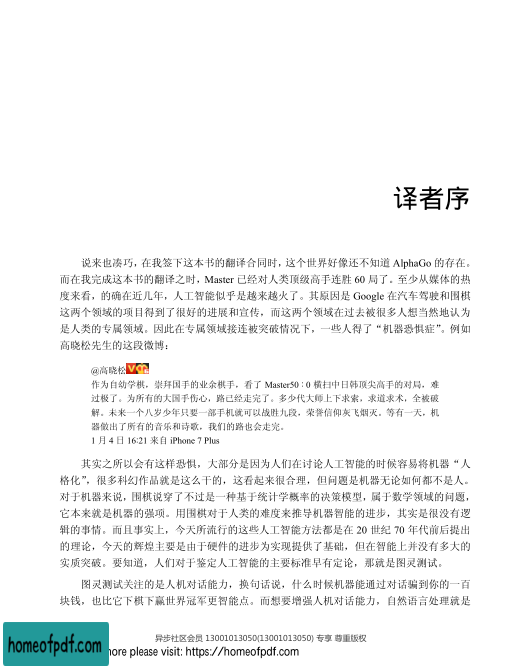 译者序
说来也凑巧，在我签下这本书的翻译合同时，这个世界好像还不知道 AlphaGo 的存在。
而在我完成这本书的翻译之时，Master 已经对人类顶级高手连胜 60 局了。至少从媒体的热
度来看，的确在近几年，人工智能似乎是越来越火了。其原因是 Google 在汽车驾驶和围棋
这两个领域的项目得到了很好的进展和宣传，而这两个领域在过去被很多人想当然地认为
是人类的专属领域。因此在专属领域接连被突破情况下，一些人得了“机器恐惧症”。例如
高晓松先生的这段微博：
@高晓松
作为自幼学棋，崇拜国手的业余棋手，看了 Master50∶0 横扫中日韩顶尖高手的对局，难
过极了。为所有的大国手伤心，路已经走完了。多少代大师上下求索，求道求术，全被破
解。未来一个八岁少年只要一部手机就可以战胜九段，荣誉信仰灰飞烟灭。等有一天，机
器做出了所有的音乐和诗歌，我们的路也会走完。
1 月 4 日 16:21 来自 iPhone 7 Plus
其实之所以会有这样恐惧，大部分是因为人们在讨论人工智能的时候容易将机器“人
格化”，很多科幻作品就是这么干的，这看起来很合理，但问题是机器无论如何都不是人。
对于机器来说，围棋说穿了不过是一种基于统计学概率的决策模型，属于数学领域的问题，
它本来就是机器的强项。用围棋对于人类的难度来推导机器智能的进步，其实是很没有逻
辑的事情。而且事实上，今天所流行的这些人工智能方法都是在 20 世纪 70 年代前后提出
的理论，今天的辉煌主要是由于硬件的进步为实现提供了基础，但在智能上并没有多大的
实质突破。要知道，人们对于鉴定人工智能的主要标准早有定论，那就是图灵测试。
图灵测试关注的是人机对话能力，换句话说，什么时候机器能通过对话骗到你的一百
块钱，也比它下棋下赢世界冠军更智能点。而想要增强人机对话能力，自然语言处理就是
异步社区会员 13001013050(13001013050) 专享 尊重版权
homeofpdf.com
more please visit: https://homeofpdf.com